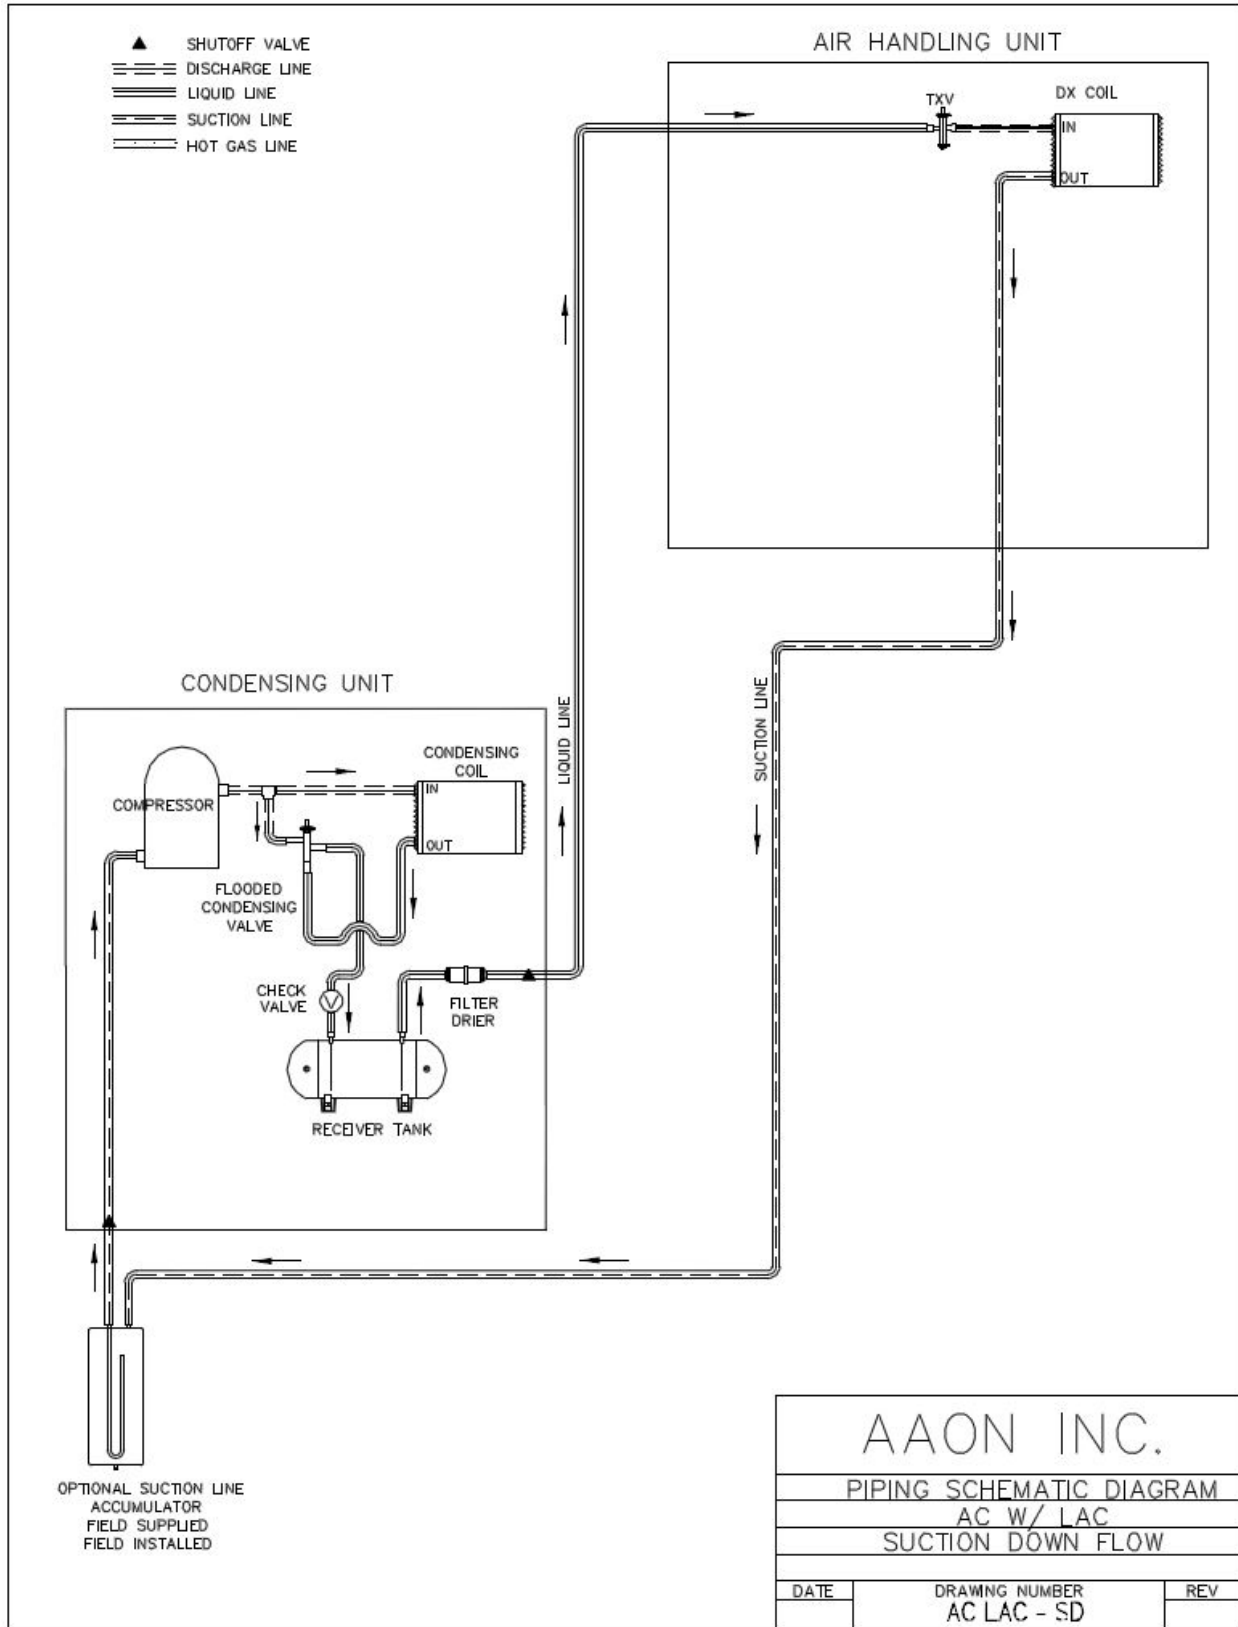 SHUTOFF VALVE
DISCHARGE LINE
LIQUID LINE
SUCTION LINE
HOT GAS LINE
AIR HANDLING UNIT
TXV
DX COIL
IN
OUT
CONDENSING UNIT
LIQUID LINE
SUCTION LINE
COMPRESSOR
CONDENSING
COIL
IN
OUT
FLOODED
CONDENSING
VALVE
CHECK
VALVE
FILTER
DRIER
RECEIVER TANK
OPTIONAL SUCTION LINE
ACCUMULATOR
FIELD SUPPLIED
FIELD INSTALLED
AAON INC.
PIPING SCHEMATIC DIAGRAM
AC W/ LAC
SUCTION DOWN FLOW
DATE
DRAWING NUMBER
REV
AC LAC - SD